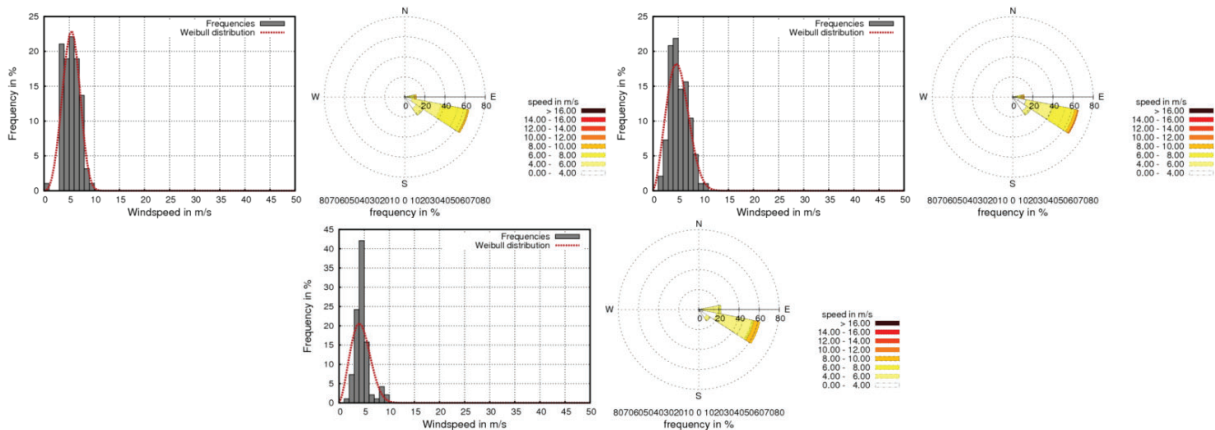 25
20
15
10
5
0
Frequency in %
Frequencies
Weibull distribution
0 5 10 15 20 25 30 35 40 45 50
Windspeed in m/s
N
W
E
S
0 20 40 60 80
8070605040302010 0 1020304050607080
frequency in %
speed in m/s
> 16.00
14.00 - 16.00
12.00 - 14.00
10.00 - 12.00
8.00 - 10.00
6.00 - 8.00
4.00 - 6.00
0.00 - 4.00
25
20
15
10
5
0
Frequency in %
Frequencies
Weibull distribution
0 5 10 15 20 25 30 35 40 45 50
Windspeed in m/s
N
W
E
S
0 20 40 60 80
8070605040302010 0 1020304050607080
frequency in %
speed in m/s
> 16.00
14.00 - 16.00
12.00 - 14.00
10.00 - 12.00
8.00 - 10.00
6.00 - 8.00
4.00 - 6.00
0.00 - 4.00
45
40
35
30
25
20
15
10
5
0
Frequency in %
Frequencies
Weibull distribution
0 5 10 15 20 25 30 35 40 45 50
Windspeed in m/s
N
W
E
S
0 20 40 60 80
8070605040302010 0 1020304050607080
frequency in %
speed in m/s
> 16.00
14.00 - 16.00
12.00 - 14.00
10.00 - 12.00
8.00 - 10.00
6.00 - 8.00
4.00 - 6.00
0.00 - 4.00